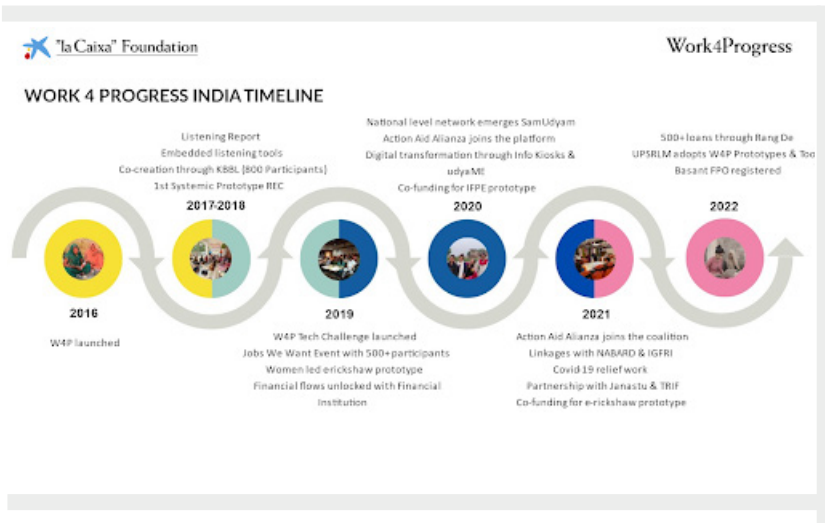 "la Caixa" Foundation
Work4Progress
WORK 4 PROGRESS INDIA TIMELINE
Listening Report
Embedded listening tools
Co-creation through KBBL (800 Participants)
1st Systemic Prototype REC
2017-2018
National level network emerges SamUdyam
Action Aid Alianza joins the platform
Digital transformation through Info Kiosks &
udyaME
Co-funding for IFPE prototype
2020
500+ loans through Rang De
UPSRLM adopts W4P Prototypes & Too
Basant FPO registered
2022
2016
W4P launched
2019
W4P Tech Challenge launched
Jobs We Want Event with 500+ participants
Women led erickshaw prototype
Financial flows unlocked with Financial
Institution
2021
Action Aid Alianza joins the coalition
Linkages with NABARD & IGFRI
Covid-19 relief work
Partnership with Janastu & TRIF
Co-funding for e-rickshaw prototype